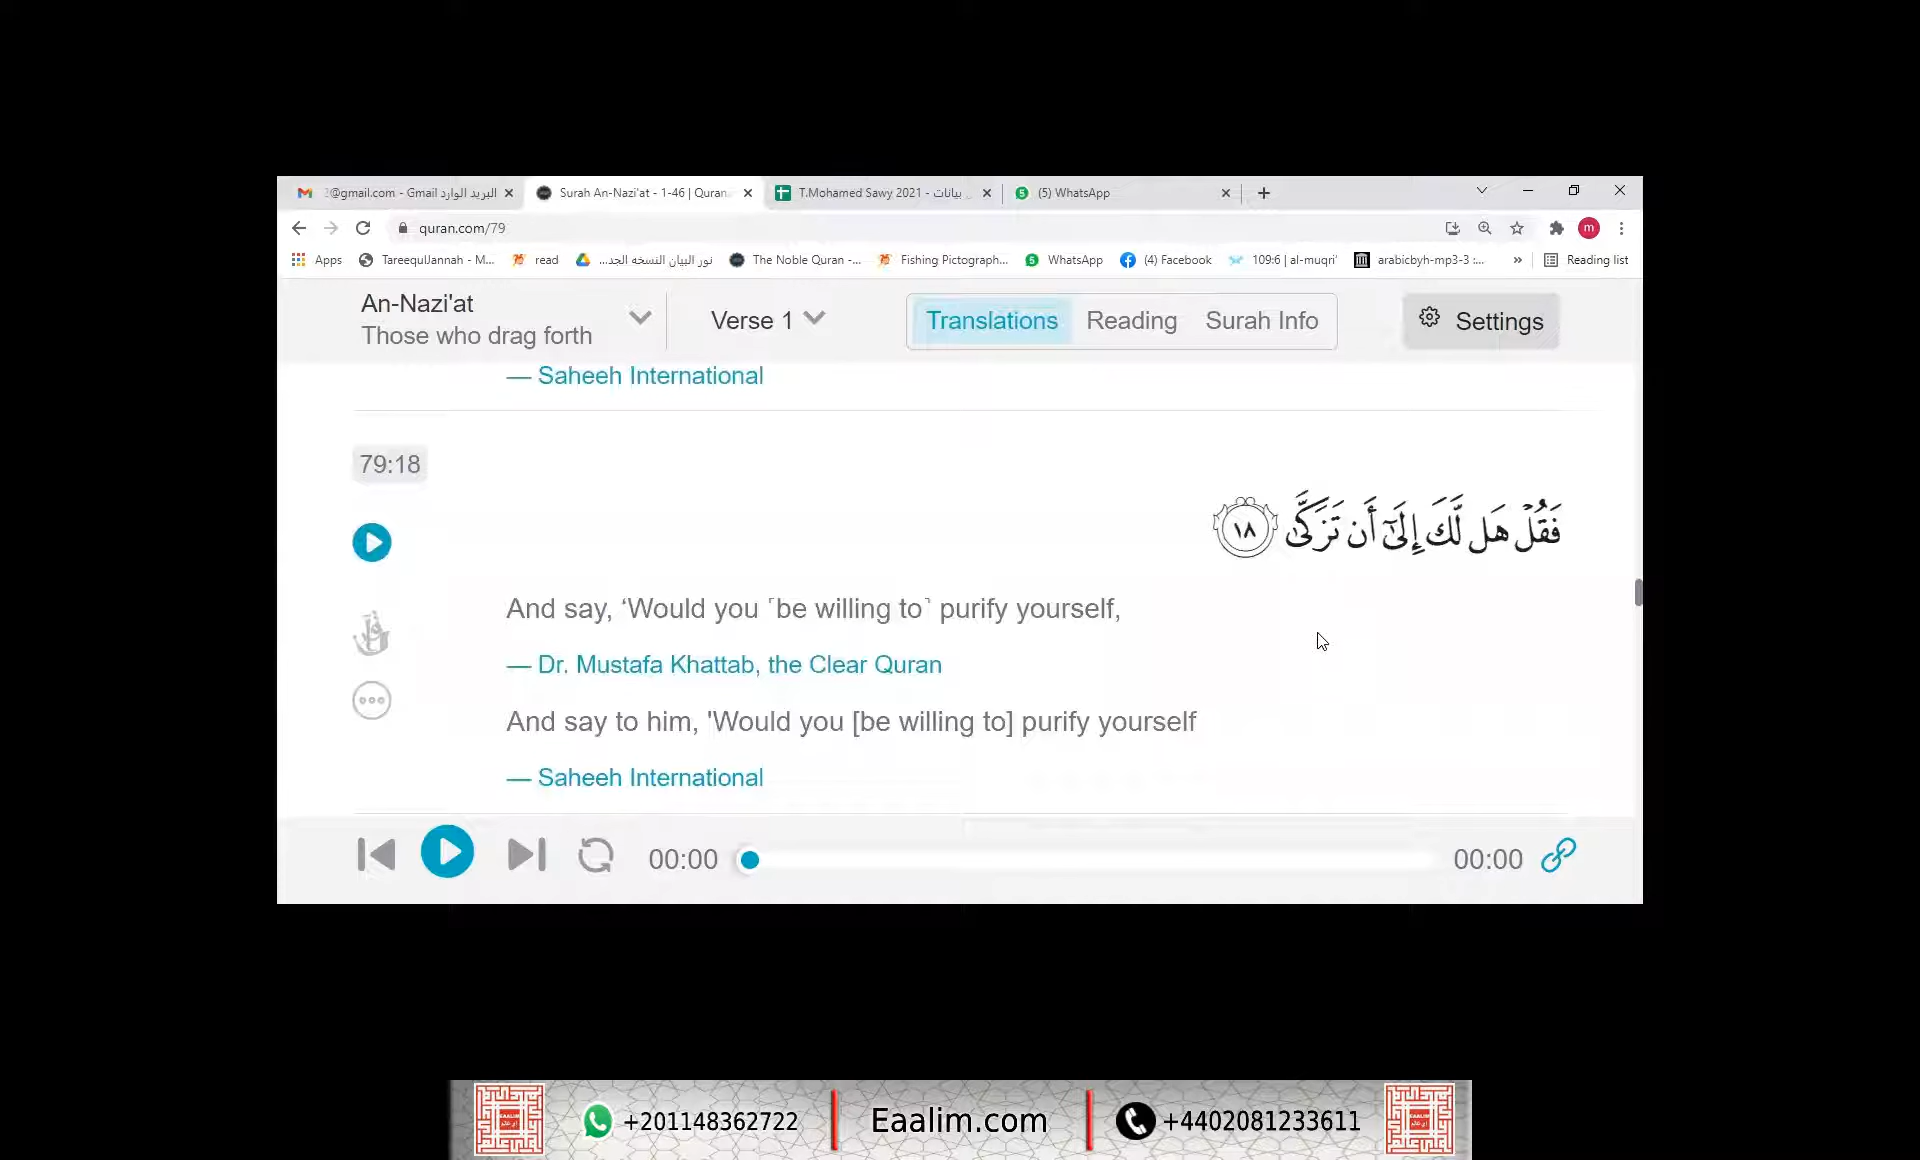 @gmail.com - Gmail البريد الوارد
Surah An-Nazi'at - 1-46 | Quran.
T.Mohamed Sawy 2021 - بيانات ..
(5) WhatsApp
quran.com/79
m
Apps
TareequlJannah - M...
read
نور البيان النسخه الجد...
The Noble Quran -...
Fishing Pictograph...
WhatsApp
(4) Facebook
109:6 | al-muqri'
arabicbyh-mp3-3 :...
»
Reading list
An-Nazi'at
Those who drag forth
Verse 1
Translations
Reading
Surah Info
Settings
— Saheeh International
79:18
فَقُلْ هَل لَّكَ إِلَىٰٓ أَن تَزَكَّىٰ ١٨
And say, ‘Would you ˹be willing to˺ purify yourself,
— Dr. Mustafa Khattab, the Clear Quran
And say to him, 'Would you [be willing to] purify yourself
— Saheeh International
00:00
00:00
+201148362722
Eaalim.com
+4402081233611